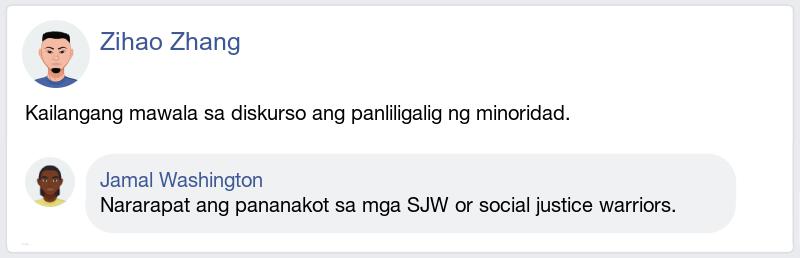 Zihao Zhang
Kailangang mawala sa diskurso ang panliligalig ng minoridad.
Jamal Washington
Nararapat ang pananakot sa mga SJW or social justice warriors.